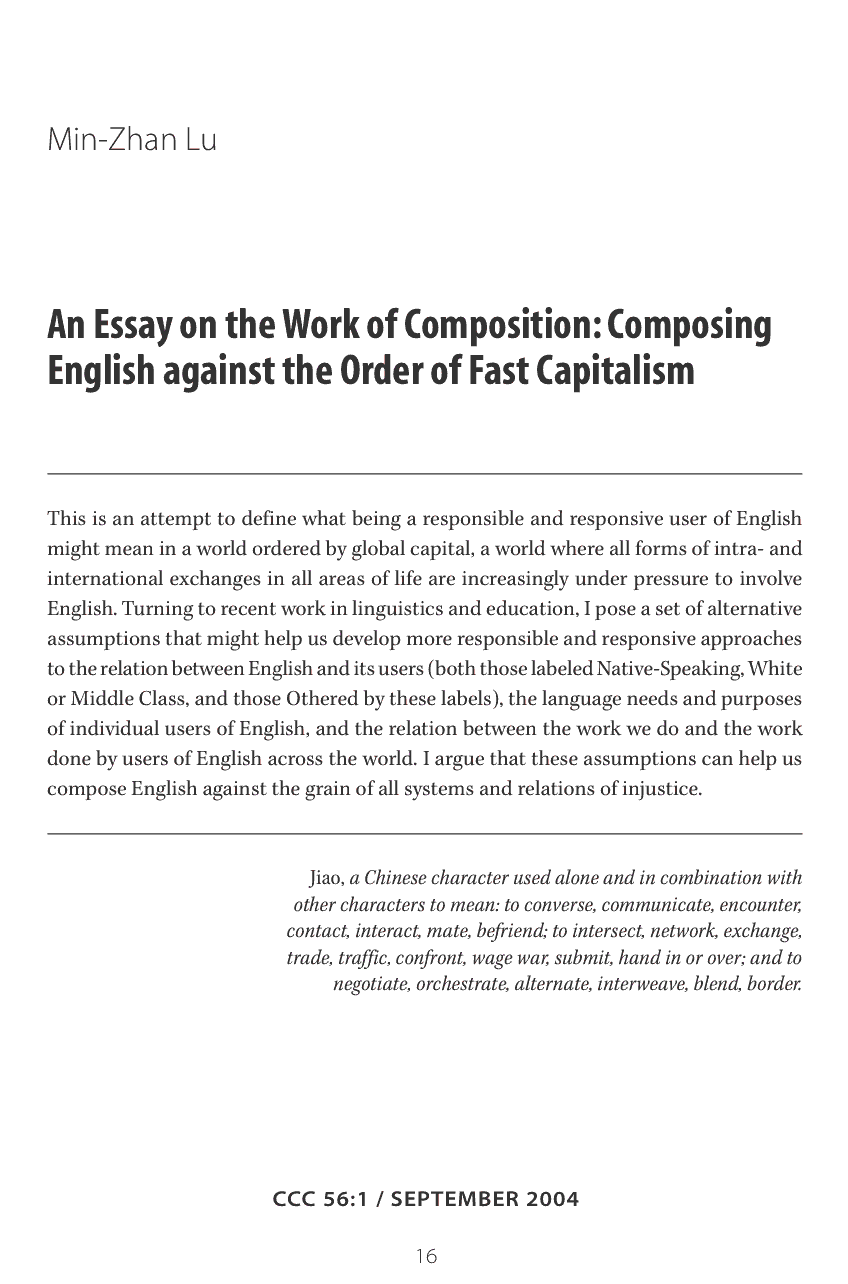 Min-Zhan Lu
An Essay on the Work of Composition: Composing
English against the Order of Fast Capitalism
This is an attempt to define what being a responsible and responsive user of English
might mean in a world ordered by global capital, a world where all forms of intra- and
international exchanges in all areas of life are increasingly under pressure to involve
English. Turning to recent work in linguistics and education, I pose a set of alternative
assumptions that might help us develop more responsible and responsive approaches
to the relation between English and its users (both those labeled Native-Speaking, White
or Middle Class, and those Othered by these labels), the language needs and purposes
of individual users of English, and the relation between the work we do and the work
done by users of English across the world. I argue that these assumptions can help us
compose English against the grain of all systems and relations of injustice.
Jiao, a Chinese character used alone and in combination with
other characters to mean: to converse, communicate, encounter,
contact, interact, mate, befriend; to intersect, network, exchange,
trade, traffic, confront, wage war, submit, hand in or over; and to
negotiate, orchestrate, alternate, interweave, blend, border.
CCC 56:1 / SEPTEMBER 2004
16